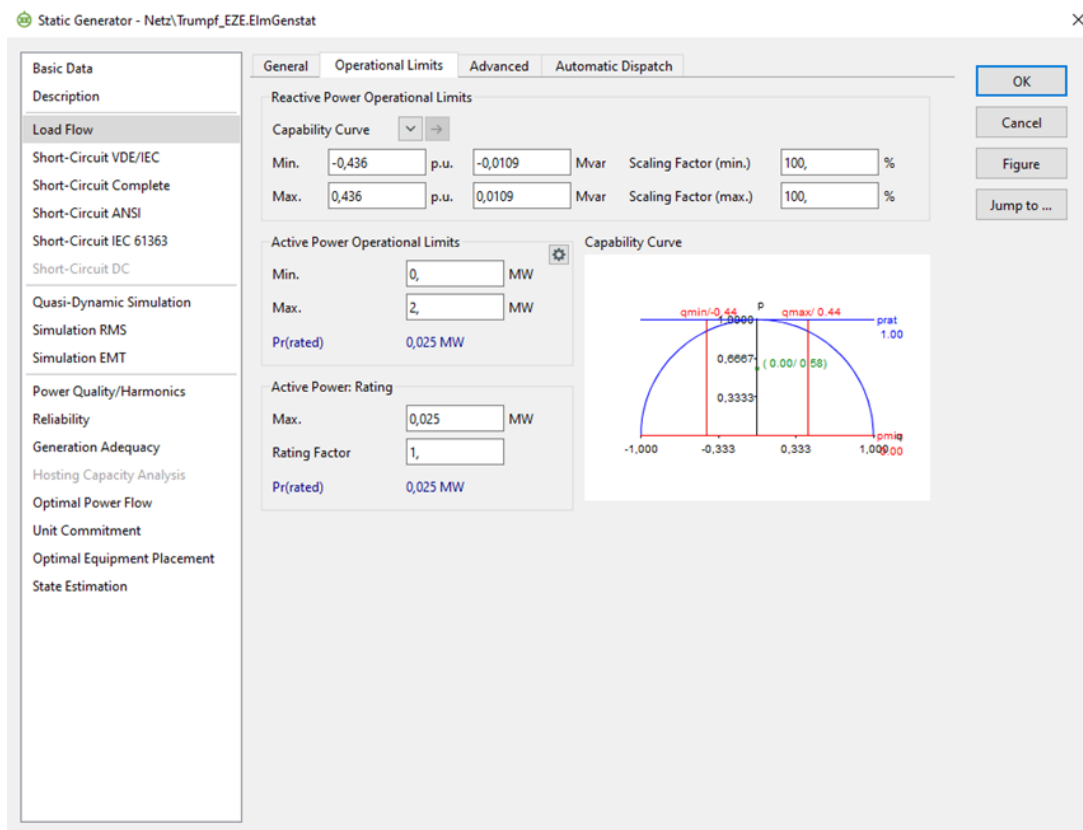 Static Generator - Netz\Trumpf_EZE.ElmGenstat
Basic Data
Description
Load Flow
Short-Circuit VDE/IEC
Short-Circuit Complete
Short-Circuit ANSI
Short-Circuit IEC 61363
Short-Circuit DC
Quasi-Dynamic Simulation
Simulation RMS
Simulation EMT
Power Quality/Harmonics
Reliability
Generation Adequacy
Hosting Capacity Analysis
Optimal Power Flow
Unit Commitment
Optimal Equipment Placement
State Estimation
General Operational Limits Advanced Automatic Dispatch
Reactive Power Operational Limits
Capability Curve
Min. -0,436 p.u. -0,0109 Mvar Scaling Factor (min.) 100, %
Max. 0,436 p.u. 0,0109 Mvar Scaling Factor (max.) 100, %
Active Power Operational Limits
Min. 0, MW
Max. 2, MW
Pr(rated) 0,025 MW
Active Power: Rating
Max. 0,025 MW
Rating Factor 1,
Pr(rated) 0,025 MW
Capability Curve
p
qmin/-0.44 qmax/ 0.44
1,0000 prat
1.00
0,6667 ( 0.00/ 0.58)
0,3333
pmin
-1,000 -0,333 0,333 1,000 0.00
q
OK
Cancel
Figure
Jump to ...